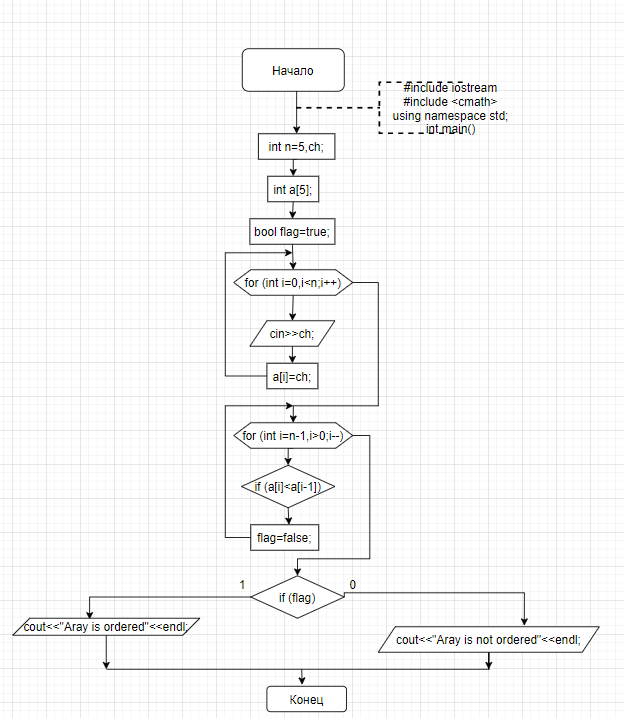 Начало
#include iostream
#include <cmath>
using namespace std;
int main()
int n=5,ch;
int a[5];
bool flag=true;
for (int i=0,i<n;i++)
cin>>ch;
a[i]=ch;
for (int i=n-1,i>0;i--)
if (a[i]<a[i-1])
flag=false;
1
0
if (flag)
cout<<"Aray is ordered"<<endl;
cout<<"Aray is not ordered"<<endl;
Конец